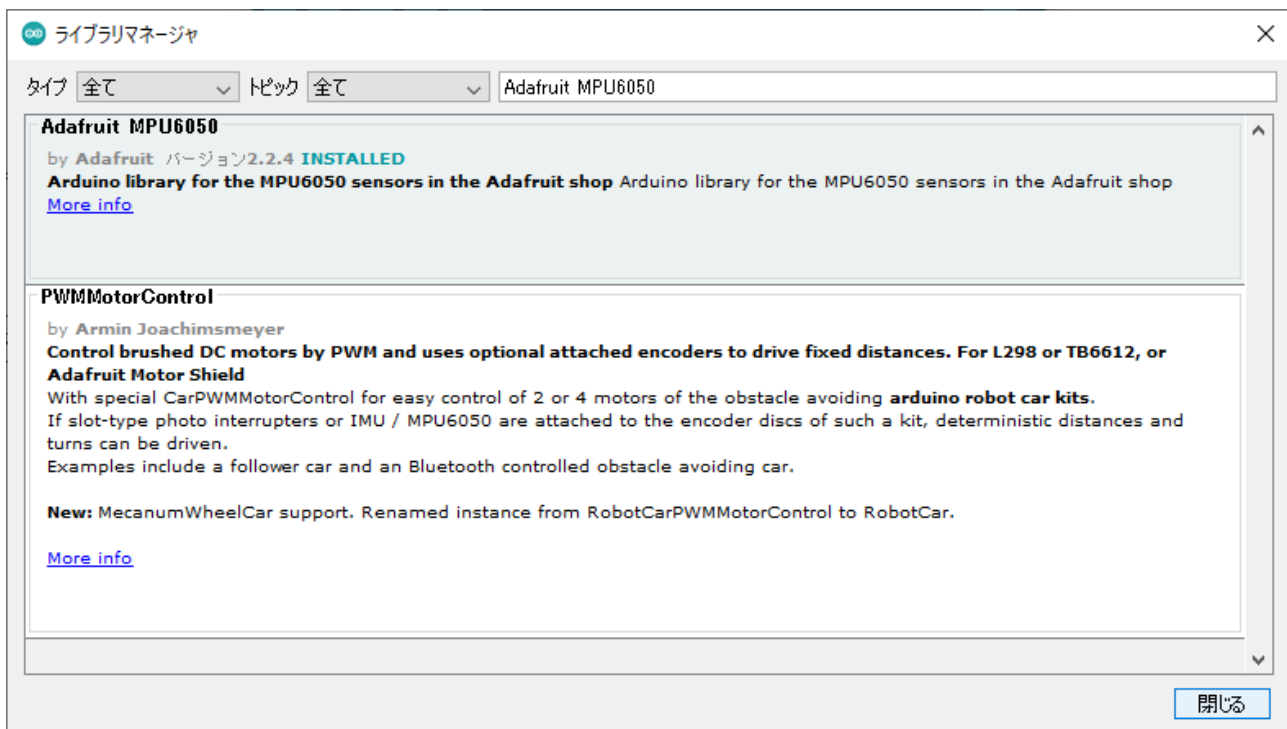 ライブラリマネージャ
タイプ 全て トピック 全て Adafruit MPU6050
Adafruit MPU6050
by Adafruit バージョン2.2.4 INSTALLED
Arduino library for the MPU6050 sensors in the Adafruit shop Arduino library for the MPU6050 sensors in the Adafruit shop
More info
PWMMotorControl
by Armin Joachimsmeyer
Control brushed DC motors by PWM and uses optional attached encoders to drive fixed distances. For L298 or TB6612, or
Adafruit Motor Shield
With special CarPWMMotorControl for easy control of 2 or 4 motors of the obstacle avoiding arduino robot car kits.
If slot-type photo interrupters or IMU / MPU6050 are attached to the encoder discs of such a kit, deterministic distances and
turns can be driven.
Examples include a follower car and an Bluetooth controlled obstacle avoiding car.
New: MecanumWheelCar support. Renamed instance from RobotCarPWMMotorControl to RobotCar.
More info
閉じる